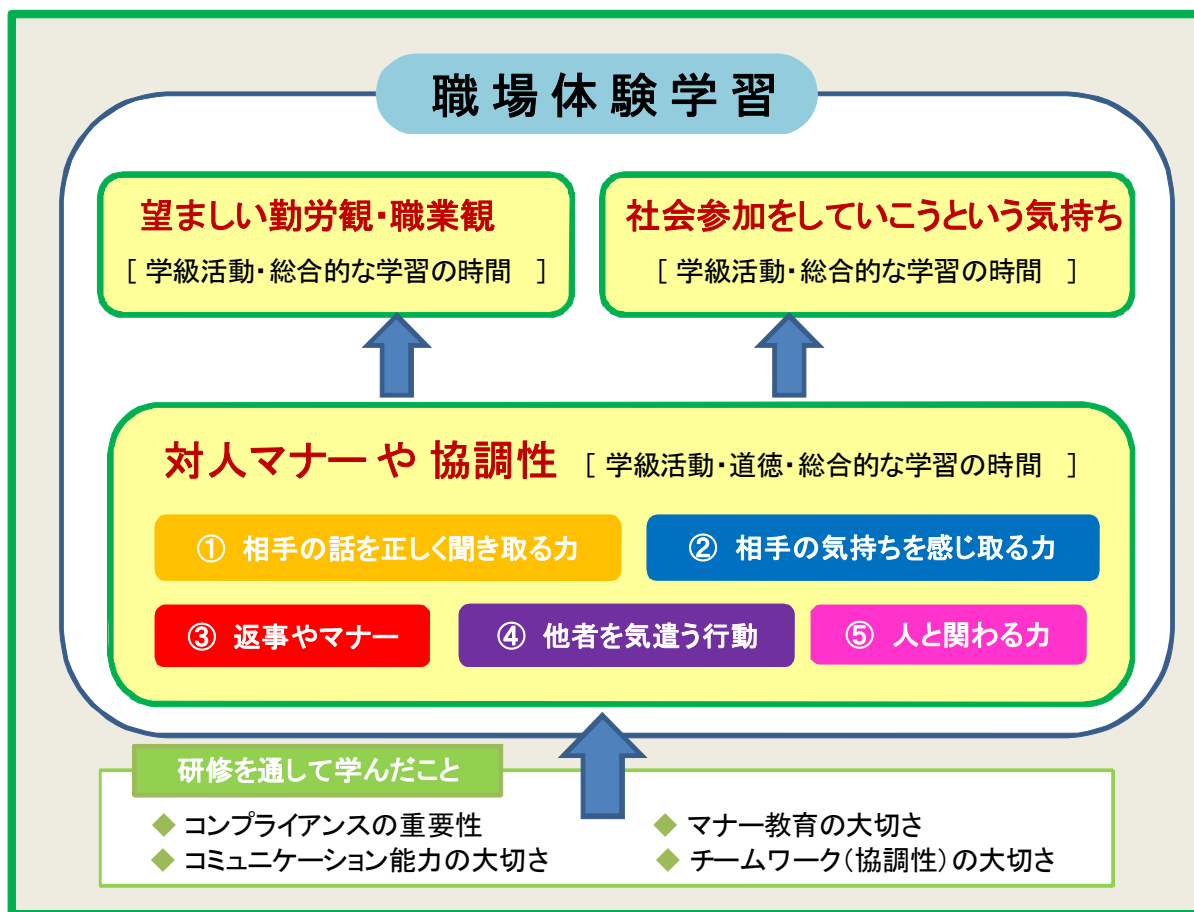 職場体験学習
望ましい勤労観・職業観
[ 学級活動・総合的な学習の時間 ]
社会参加をしていこうという気持ち
[ 学級活動・総合的な学習の時間 ]
対人マナー や 協調性 [ 学級活動・道徳・総合的な学習の時間 ]
① 相手の話を正しく聞き取る力
② 相手の気持ちを感じ取る力
③ 返事やマナー
④ 他者を気遣う行動
⑤ 人と関わる力
研修を通して学んだこと
◆ コンプライアンスの重要性
◆ コミュニケーション能力の大切さ
◆ マナー教育の大切さ
◆ チームワーク(協調性)の大切さ